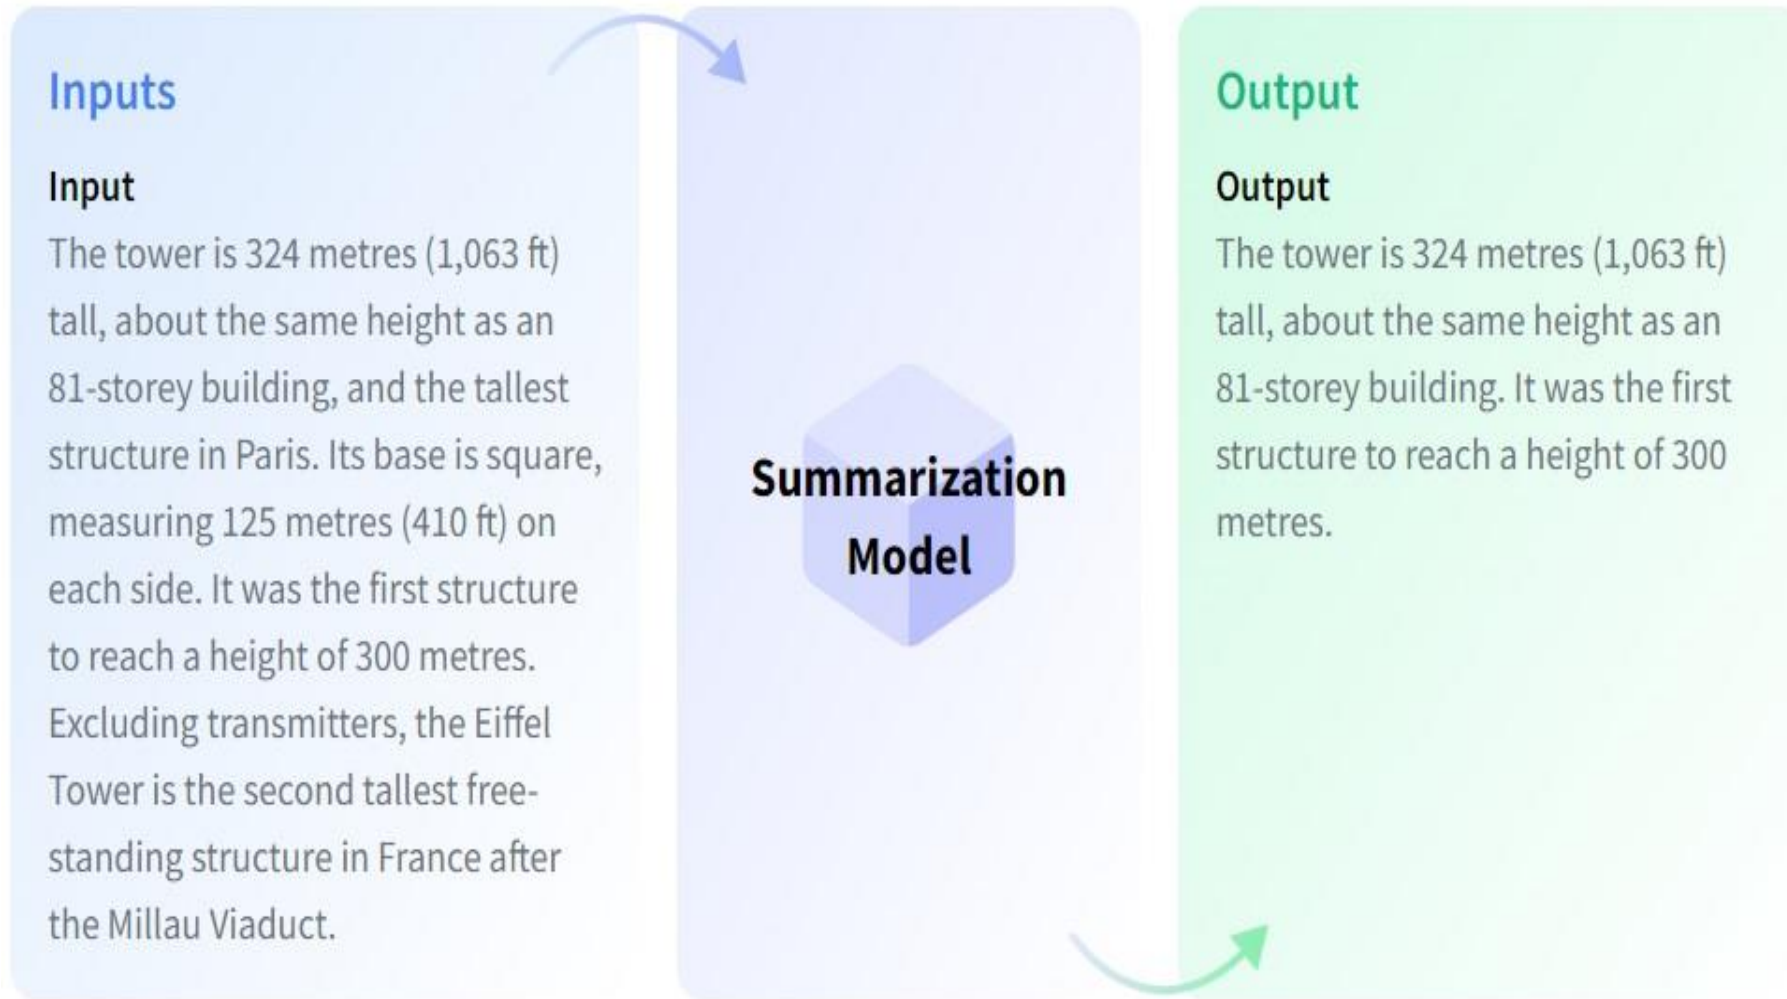 Inputs
Input
The tower is 324 metres (1,063 ft)
tall, about the same height as an
81-storey building, and the tallest
structure in Paris. Its base is square,
measuring 125 metres (410 ft) on
each side. It was the first structure
to reach a height of 300 metres.
Excluding transmitters, the Eiffel
Tower is the second tallest free-
standing structure in France after
the Millau Viaduct.
Summarization
Model
Output
Output
The tower is 324 metres (1,063 ft)
tall, about the same height as an
81-storey building. It was the first
structure to reach a height of 300
metres.